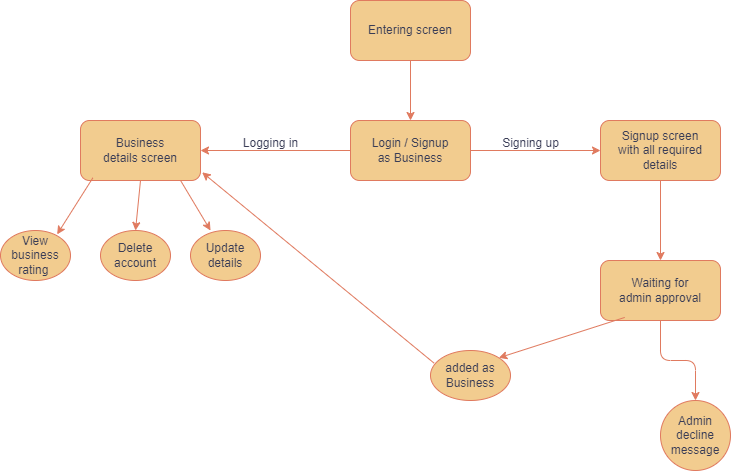 Entering screen
Business
details screen
Logging in
Login / Signup
as Business
Signing up
Signup screen
with all required
details
View
business
rating
Delete
account
Update
details
Waiting for
admin approval
added as
Business
Admin
decline
message